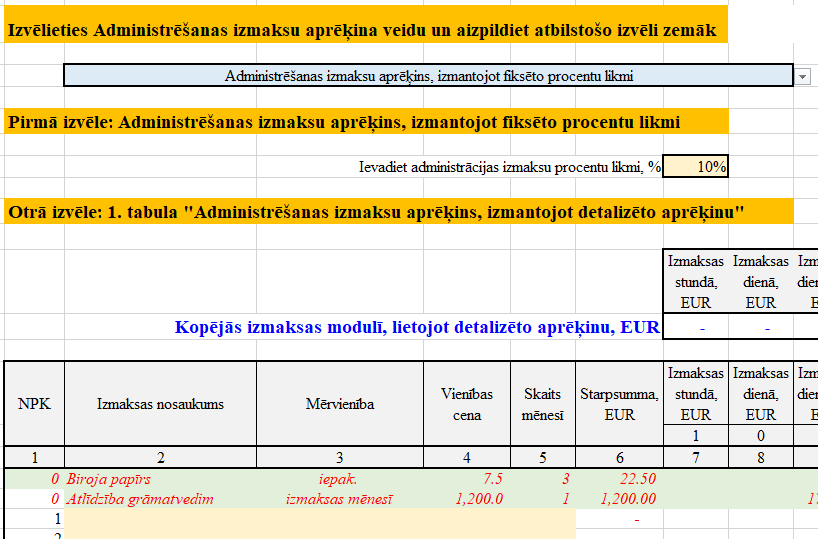 Izvēlieties Administrēšanas izmaksu aprēķina veidu un aizpildiet atbilstošo izvēli zemāk
Administrēšanas izmaksu aprēķins, izmantojot fiksēto procentu likmi
Pirmā izvēle: Administrēšanas izmaksu aprēķins, izmantojot fiksēto procentu likmi
Ievadiet administrācijas izmaksu procentu likmi, % 10%
Otrā izvēle: 1. tabula "Administrēšanas izmaksu aprēķins, izmantojot detalizēto aprēķinu"
Izmaksas Izmaksas
stundā, dienā,
EUR EUR
Kopējās izmaksas modulī, lietojot detalizēto aprēķinu, EUR - -
NPK Izmaksas nosaukums Mērvienība Vienības cena Skaits mēnesī Starpsumma, EUR Izmaksas stundā, EUR Izmaksas dienā, EUR
1 0
1 2 3 4 5 6 7 8
0 Biroja papīrs iepak. 7.5 3 22.50
0 Atlīdzība grāmatvedim izmaksas mēnesī 1,200.0 1 1,200.00
1 -
2